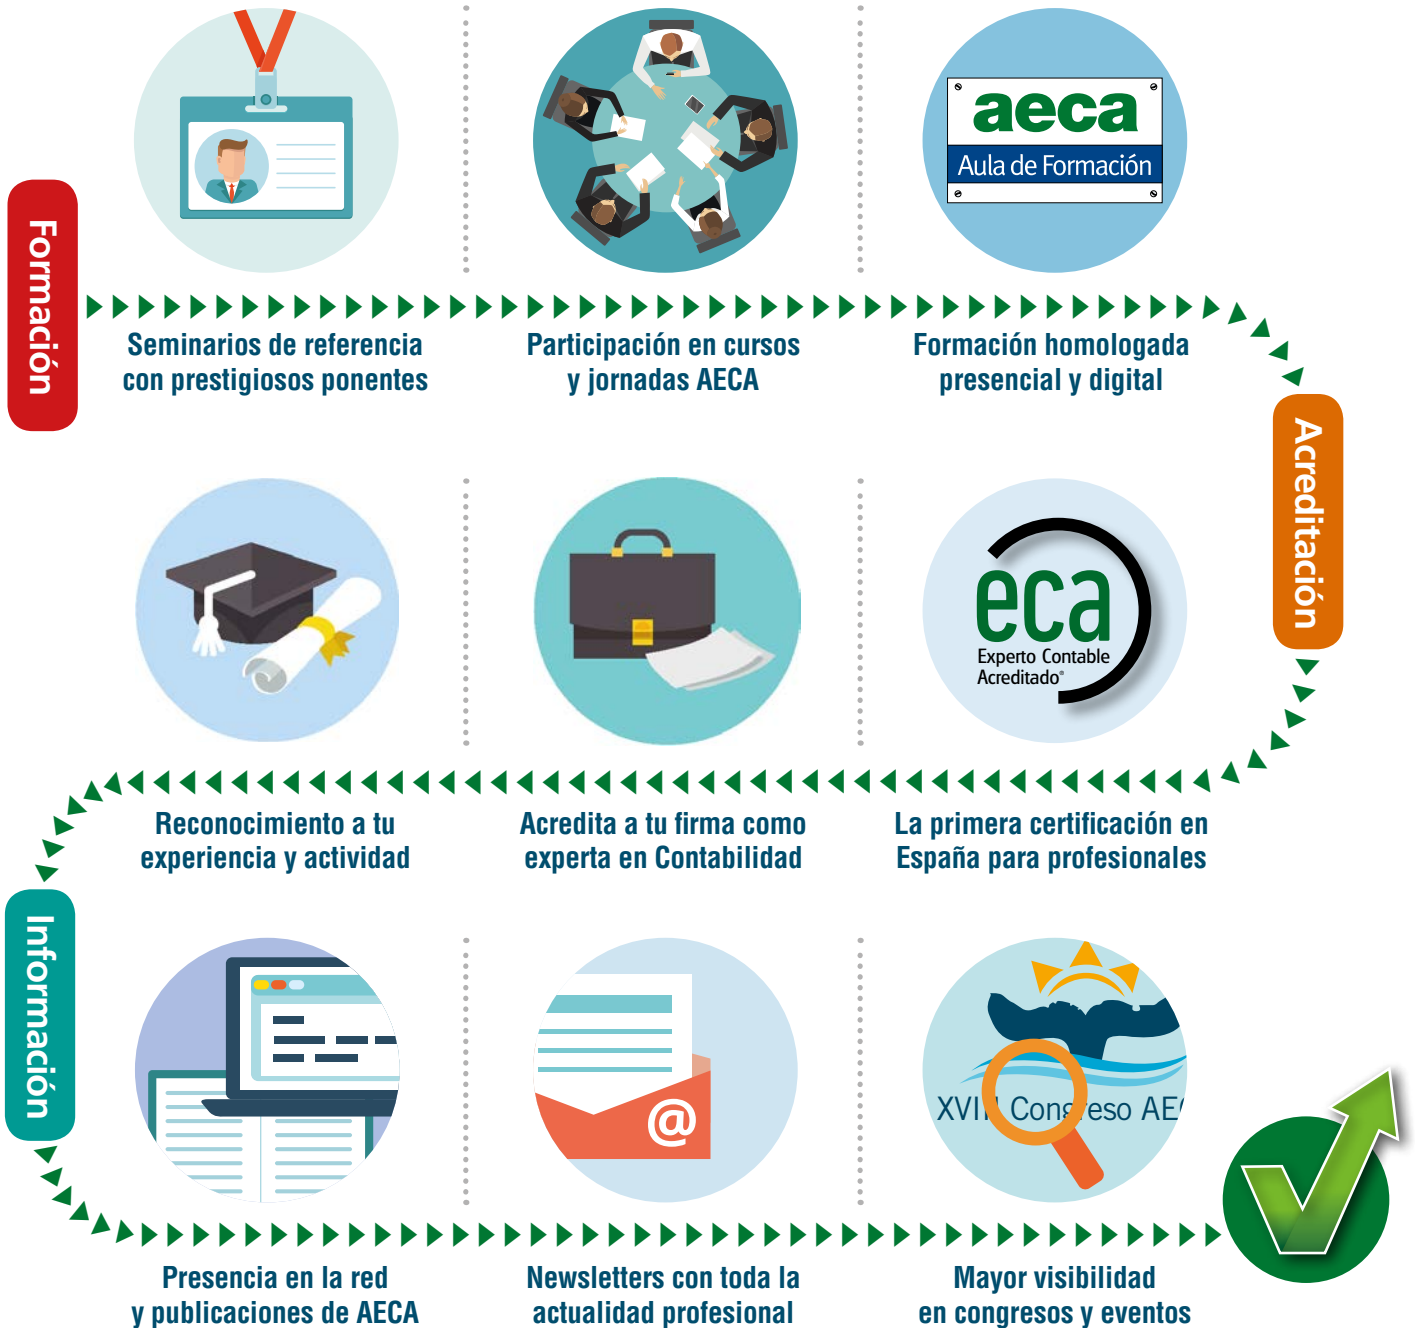 aeca
Aula de Formación
Formación
Seminarios de referencia
con prestigiosos ponentes
Participación en cursos
y jornadas AECA
Formación homologada
presencial y digital
Acreditación
eca
Experto Contable
Acreditado®
Reconocimiento a tu
experiencia y actividad
Acredita a tu firma como
experta en Contabilidad
La primera certificación en
España para profesionales
Información
@
XVIII Congreso AEC
Presencia en la red
y publicaciones de AECA
Newsletters con toda la
actualidad profesional
Mayor visibilidad
en congresos y eventos